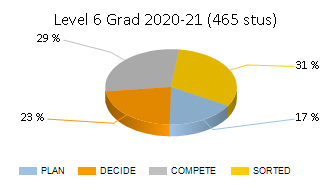 Level 6 Grad 2020-21 (465 stus)
29 %
31 %
23 %
17 %
PLAN DECIDE COMPETE SORTED